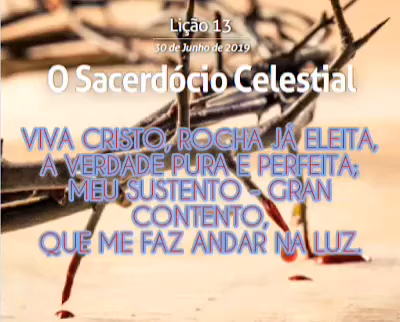 Lição 13
30 de Junho de 2019
O Sacerdócio Celestial
VIVA CRISTO, ROCHA JÁ ELEITA,
A VERDADE PURA E PERFEITA;
MEU SUSTENTO - GRAN
CONTENTO,
QUE ME FAZ ANDAR NA LUZ.